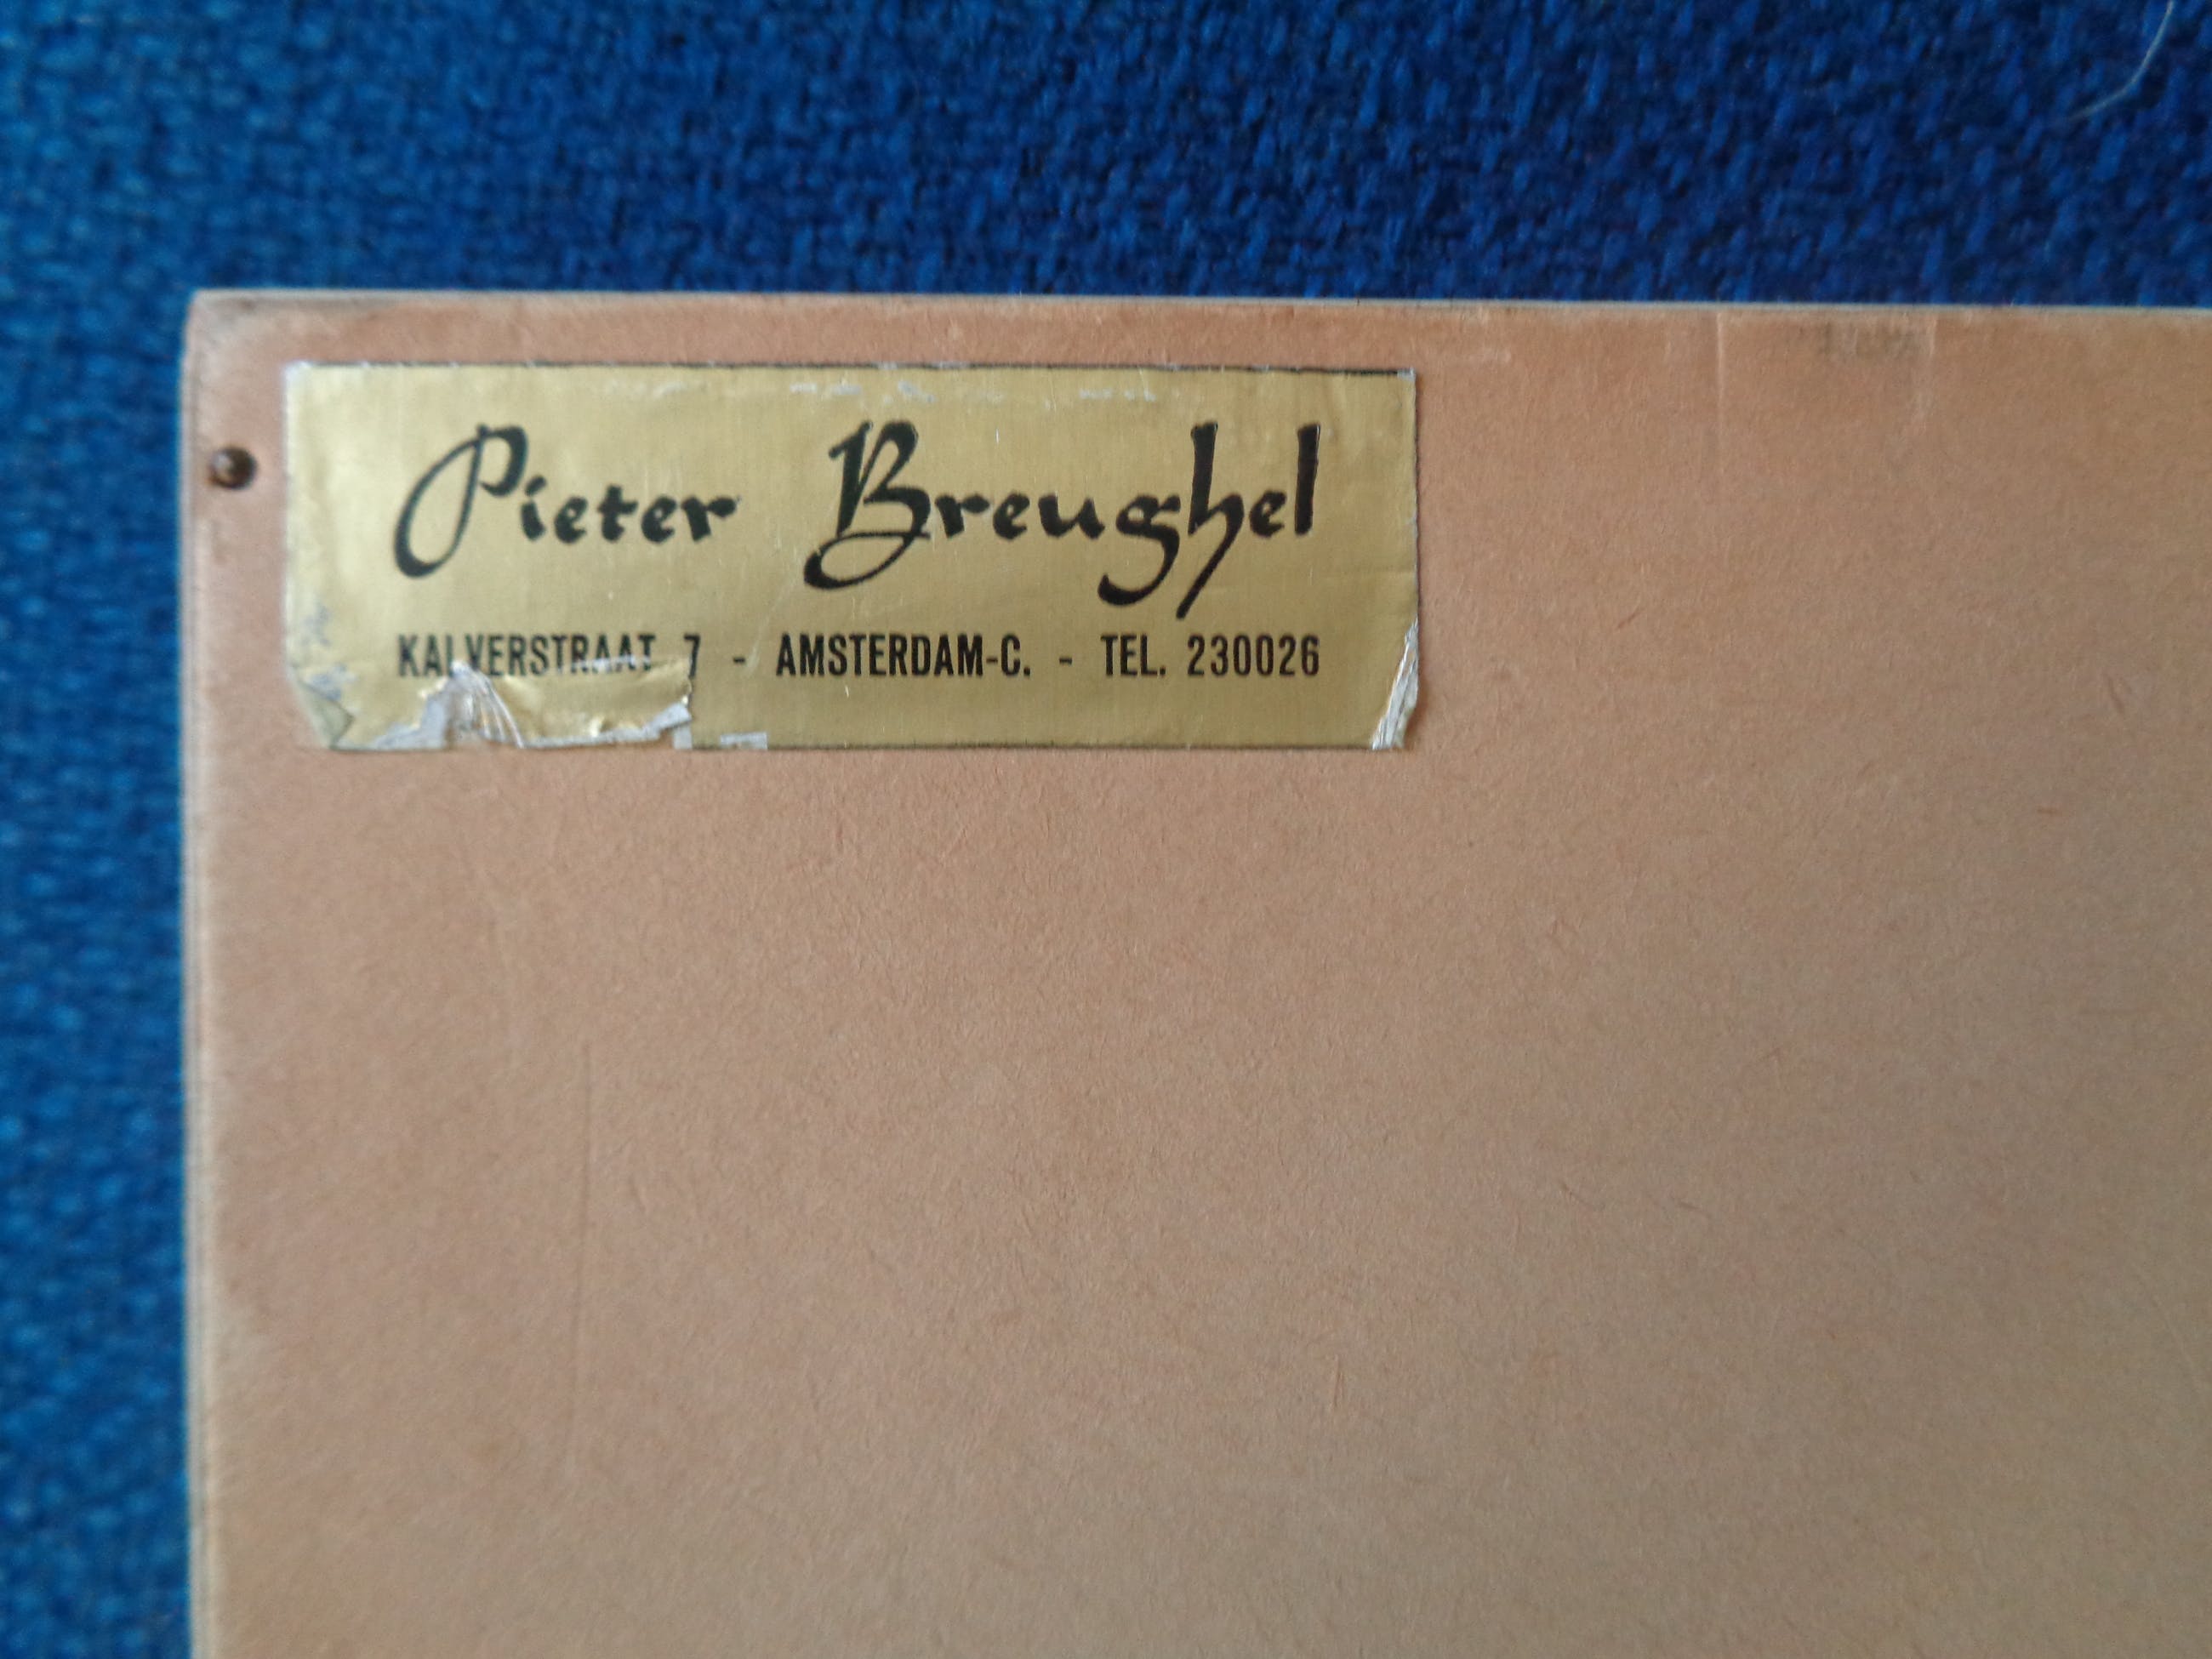 Pieter Breughel
KALVERSTRAAT 7 - AMSTERDAM-C. - TEL. 230026